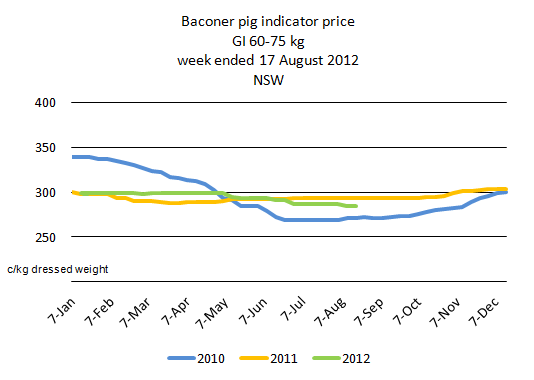 Baconer pig indicator price
GI 60-75 kg
week ended 17 August 2012
NSW
400
350
300
250
c/kg dressed weight
7-Jan
7-Feb
7-Mar
7-Apr
7-May
7-Jun
7-Jul
7-Aug
7-Sep
7-Oct
7-Nov
7-Dec
2010
2011
2012